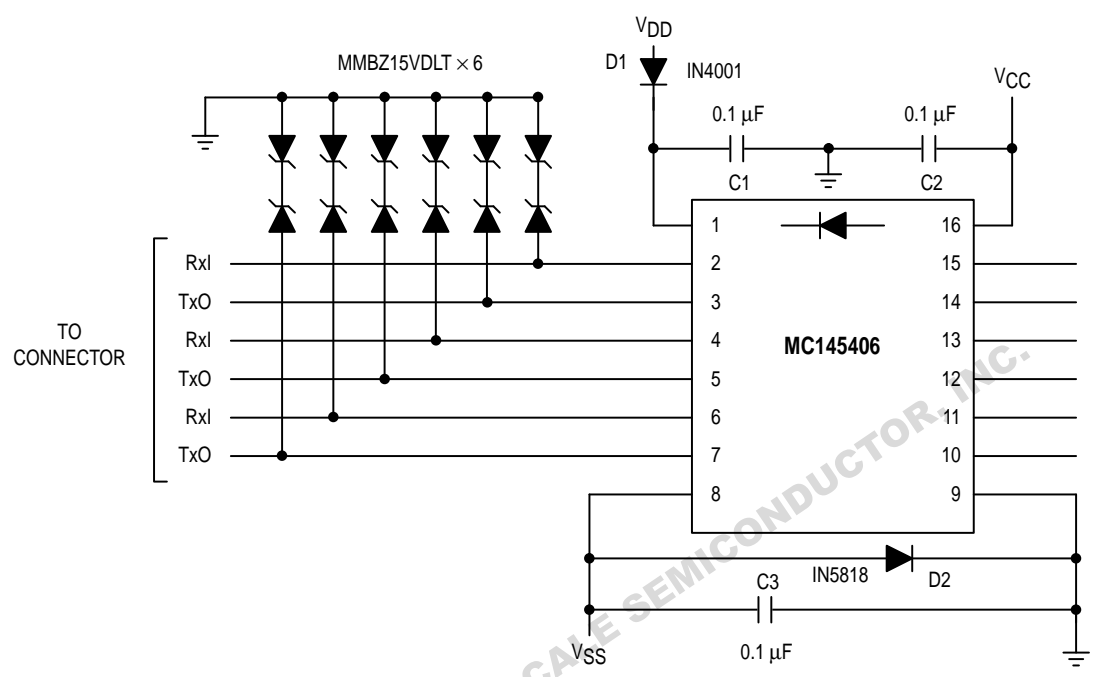 VDD
D1
IN4001
MMBZ15VDLT × 6
VCC
0.1 µF
0.1 µF
C1
C2
1
16
RxI
2
15
TxO
3
14
TO
CONNECTOR
RxI
4
MC145406
13
TxO
5
12
RxI
6
11
TxO
7
10
8
9
CALE SEMICONDUCTOR, INC.
IN5818
D2
C3
VSS
0.1 µF